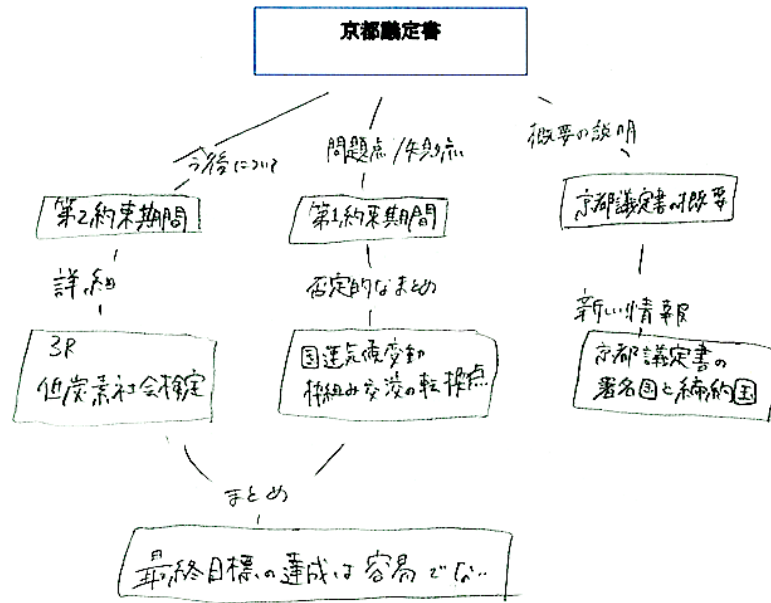 京都議定書
今後について
問題点/失敗点
概要の説明
第2約束期間
第1約束期間
京都議定書の概要
詳細
否定的なまとめ
新しい情報
3R
低炭素社会検定
国連気候変動
枠組み交渉の転換点
京都議定書の
署名国と締約国
まとめ
最終目標の達成は容易でない